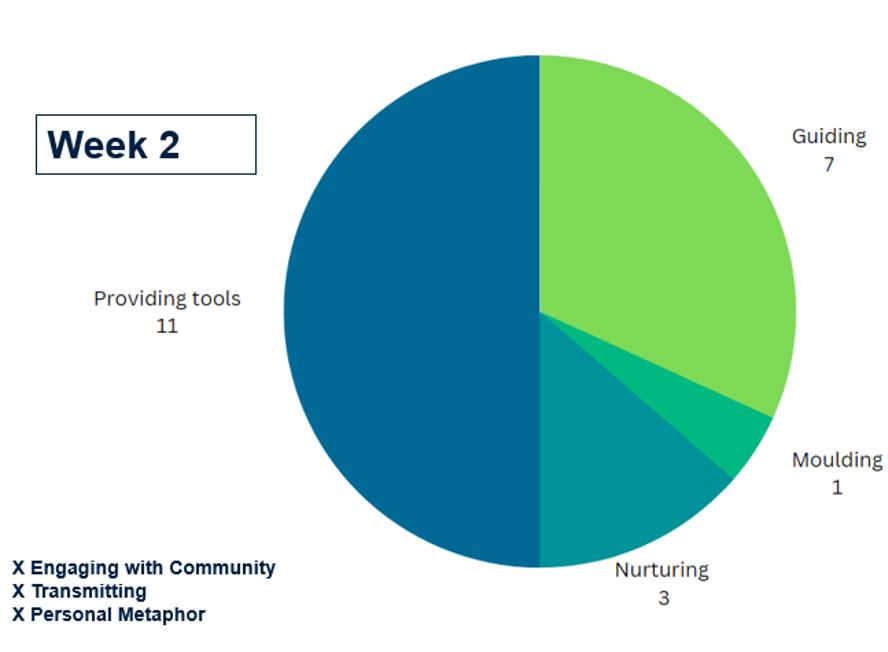 Week 2
Guiding
7
Providing tools
11
Moulding
1
Nurturing
3
X Engaging with Community
X Transmitting
X Personal Metaphor